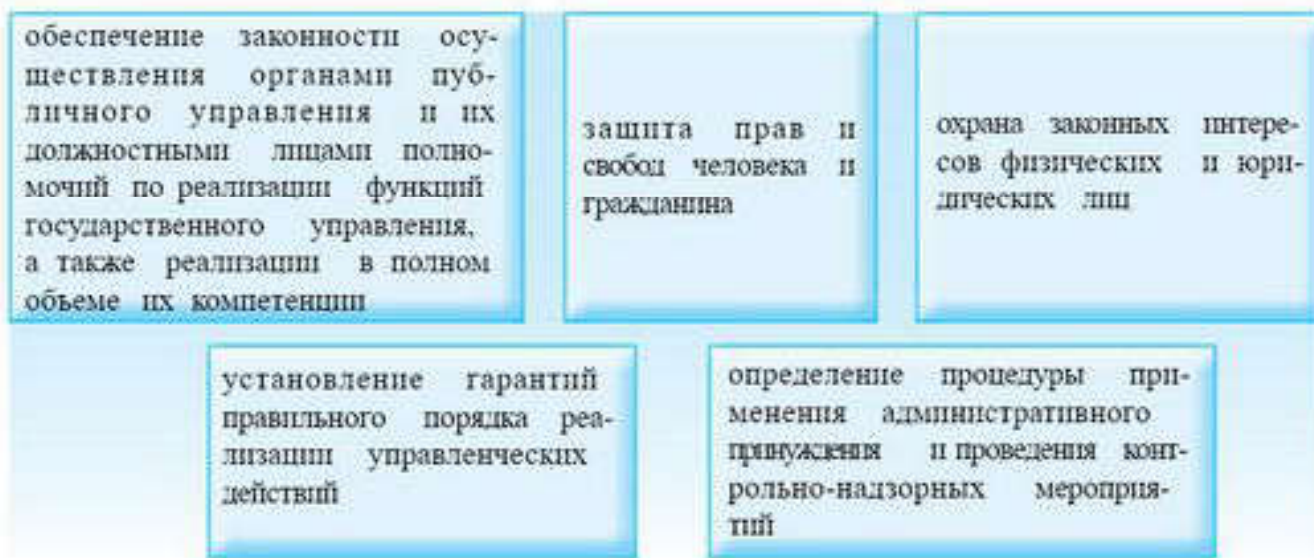 обеспечение законности осу-
ществления органами пуб-
личного управления и их
должностными лицами полно-
мочий по реализации функций
государственного управления,
а также реализации в полном
объеме их компетенции
защита прав и
свобод человека и
гражданина
охрана законных интере-
сов физических и юри-
дических лиц
установление гарантий
правильного порядка реа-
лизации управленческих
действий
определение процедуры при-
менения административного
принуждения и проведения конт-
рольно-надзорных мероприя-
тий